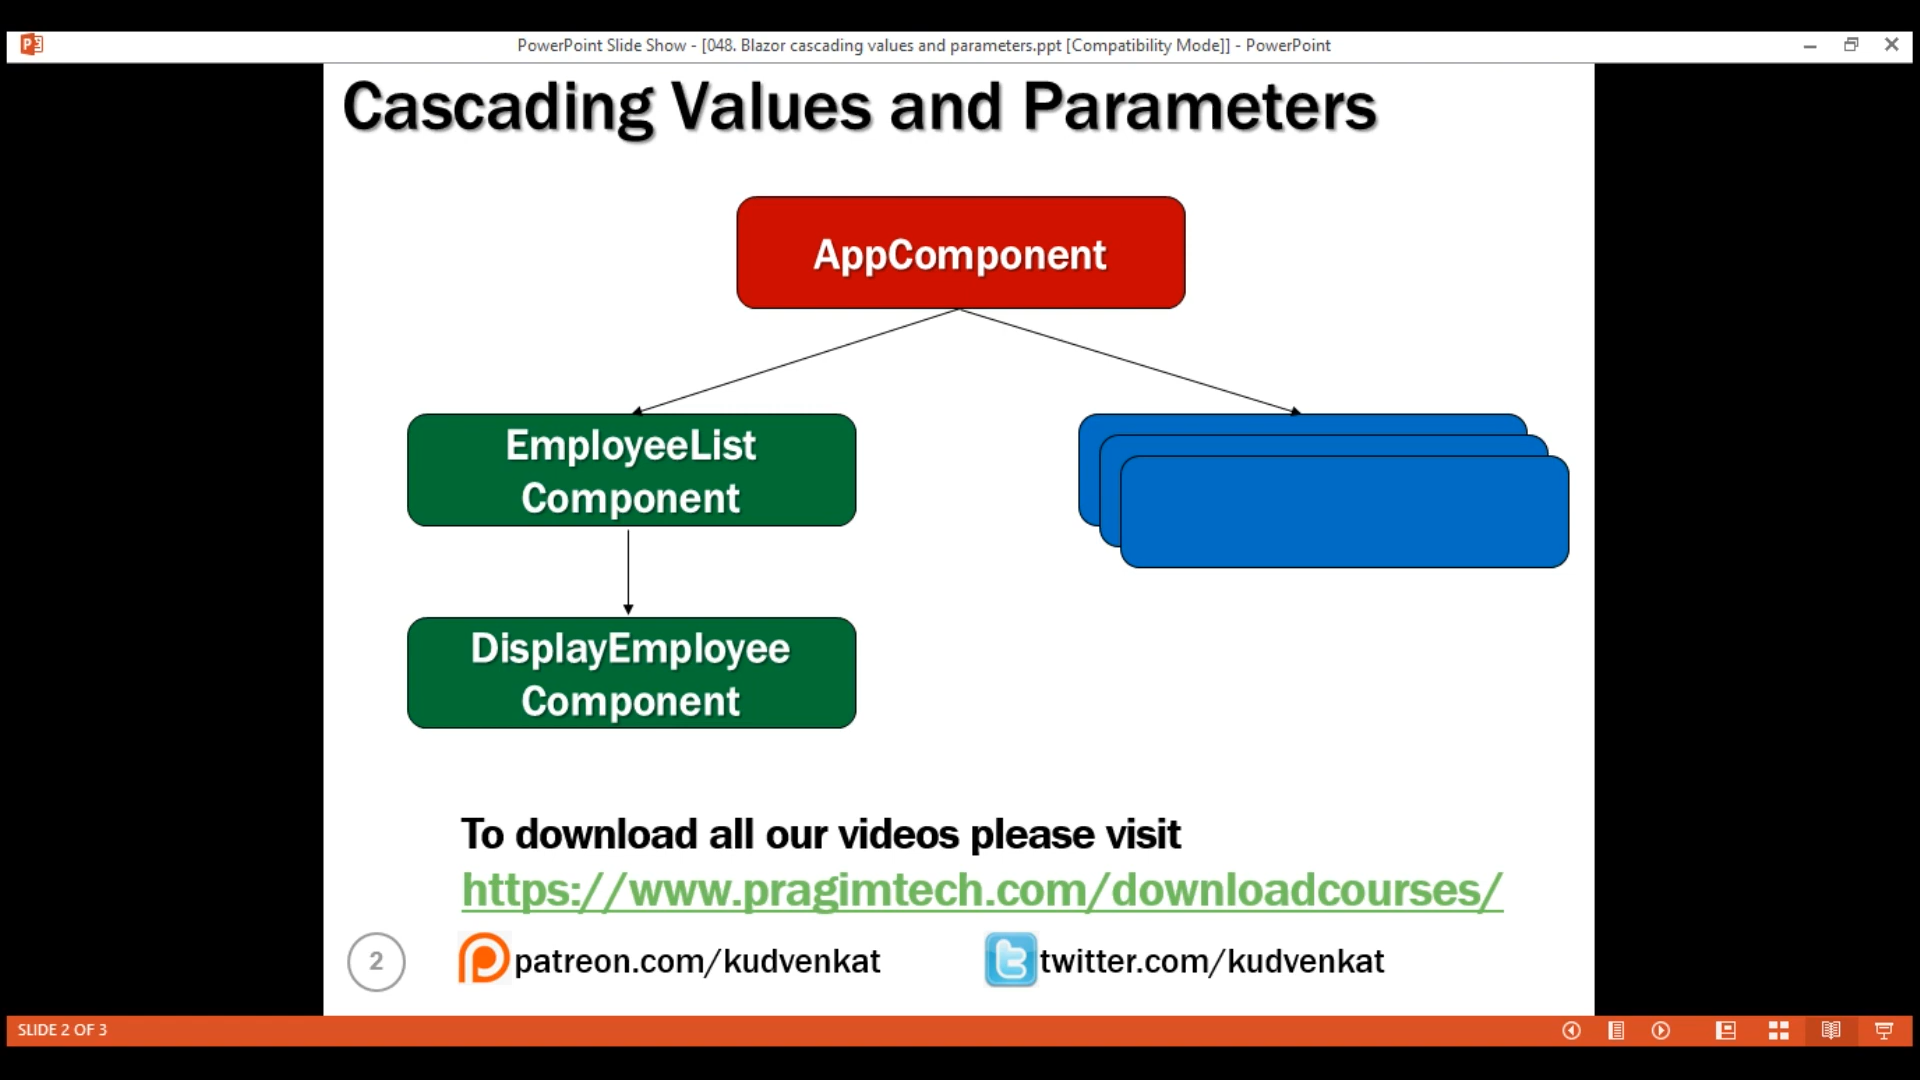 PowerPoint Slide Show - [048. Blazor cascading values and parameters.ppt [Compatibility Mode]] - PowerPoint
Cascading Values and Parameters
AppComponent
EmployeeList
Component
DisplayEmployee
Component
To download all our videos please visit
https://www.pragimtech.com/downloadcourses/
2
patreon.com/kudvenkat
twitter.com/kudvenkat
SLIDE 2 OF 3